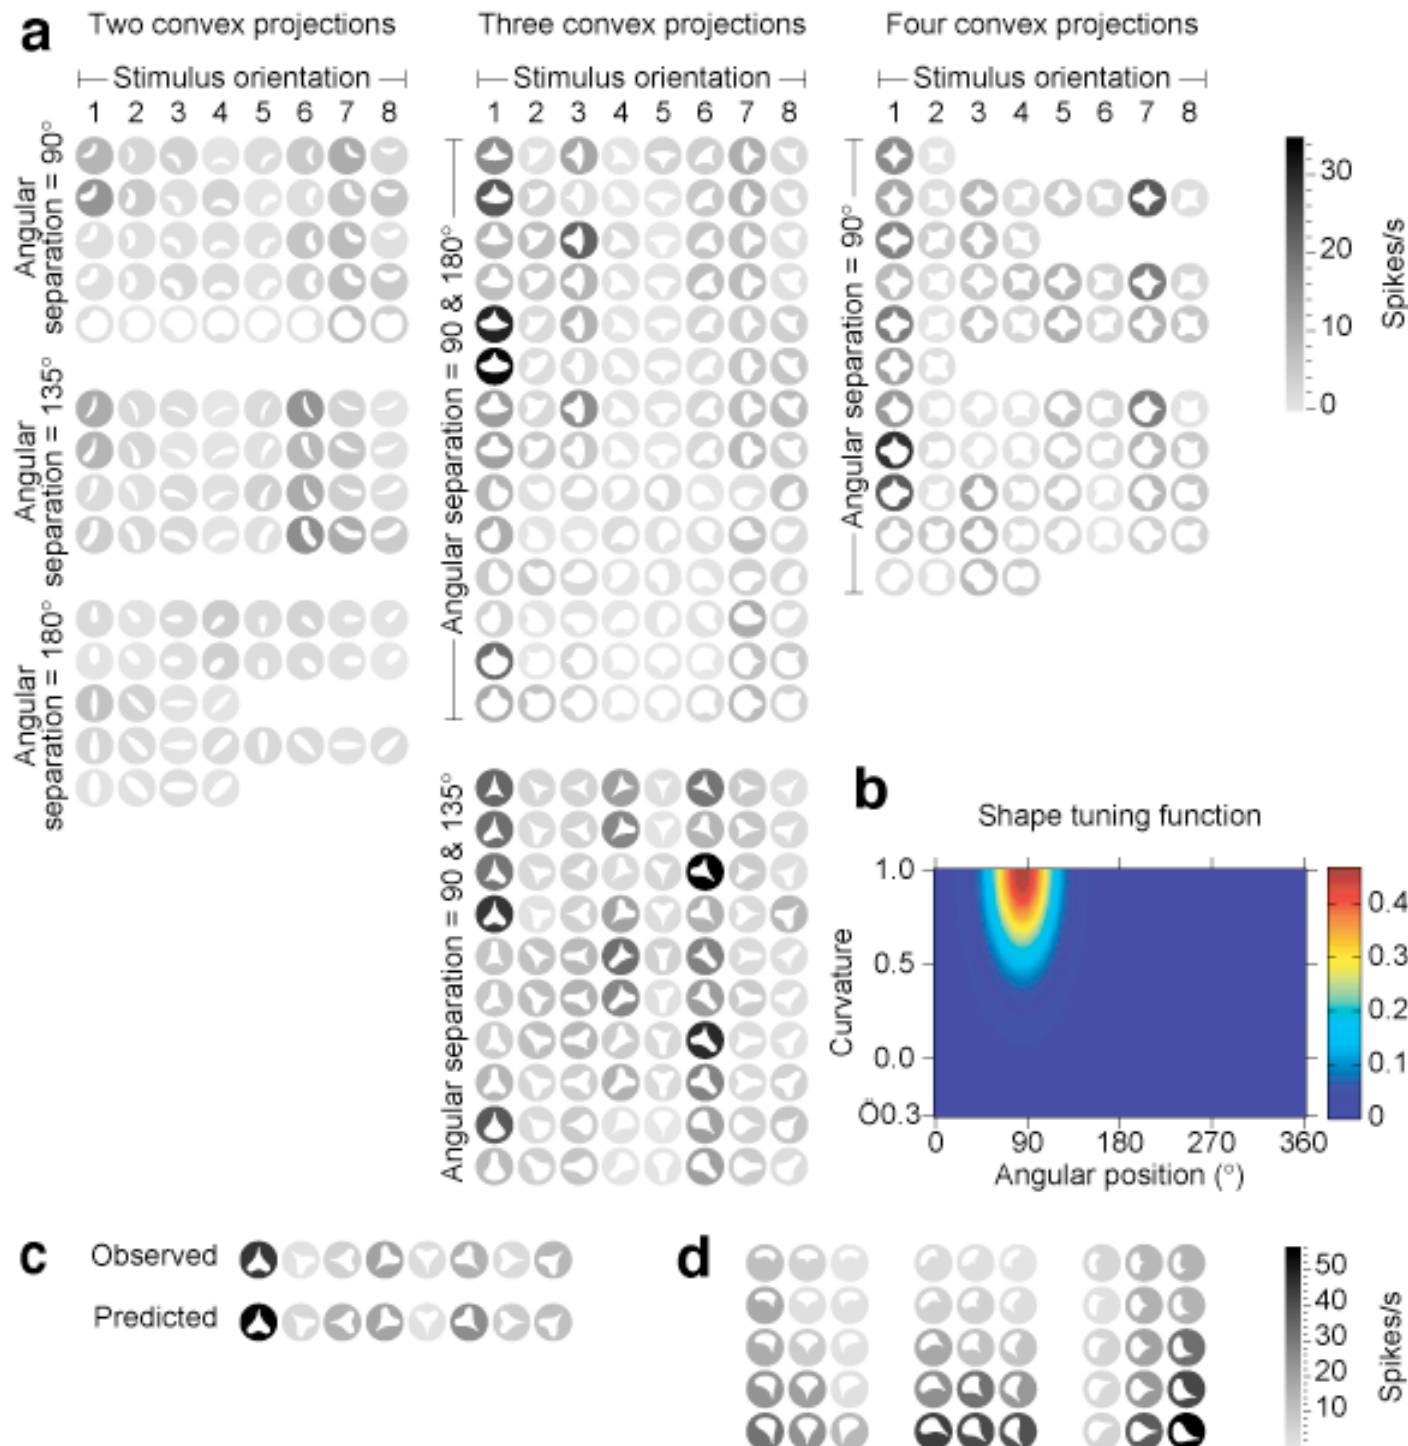 a
Two convex projections
Three convex projections
Four convex projections
Stimulus orientation
Stimulus orientation
Stimulus orientation
1 2 3 4 5 6 7 8
1 2 3 4 5 6 7 8
1 2 3 4 5 6 7 8
Angular
separation = 90°
Angular
separation = 135°
Angular
separation = 180°
Angular separation = 90 & 180°
Angular separation = 90 & 135°
Angular separation = 90°
30
20
10
0
Spikes/s
b
Shape tuning function
1.0
0.5
0.0
Ö0.3
Curvature
0 90 180 270 360
Angular position (°)
0.4
0.3
0.2
0.1
0
c
Observed
Predicted
d
50
40
30
20
10
Spikes/s